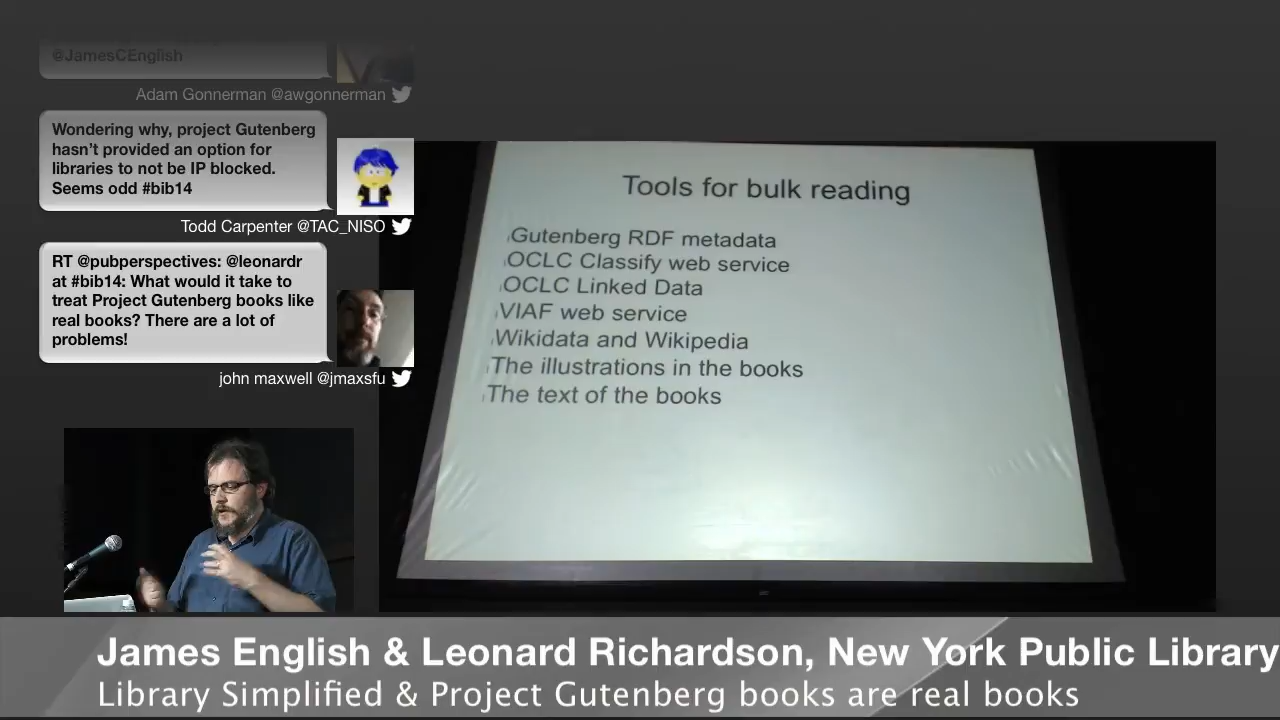 @JamesCEnglish
Adam Gonnerman @awgonnerman
Wondering why, project Gutenberg
hasn't provided an option for
libraries to not be IP blocked.
Seems odd #bib14
Todd Carpenter @TAC_NISO
RT @pubperspectives: @leonardr
at #bib14: What would it take to
treat Project Gutenberg books like
real books? There are a lot of
problems!
john maxwell @jmaxsfu
Tools for bulk reading
Gutenberg RDF metadata
OCLC Classify web service
OCLC Linked Data
VIAF web service
Wikidata and Wikipedia
The illustrations in the books
The text of the books
James English & Leonard Richardson, New York Public Library
Library Simplified & Project Gutenberg books are real books